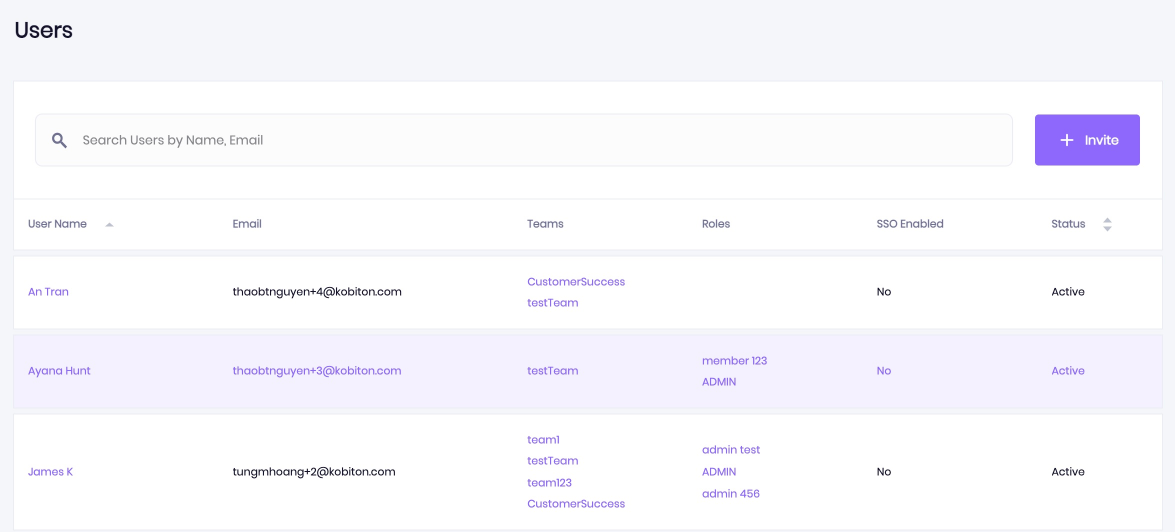 Users
Search Users by Name, Email
+ Invite
User Name Email Teams Roles SSO Enabled Status
An Tran thaobtnguyen+4@kobiton.com CustomerSuccess No Active
testTeam
Ayana Hunt thaobtnguyen+3@kobiton.com testTeam member 123 No Active
ADMIN
team1
testTeam admin test
James K tungmhoang+2@kobiton.com ADMIN No Active
team123 admin 456
CustomerSuccess